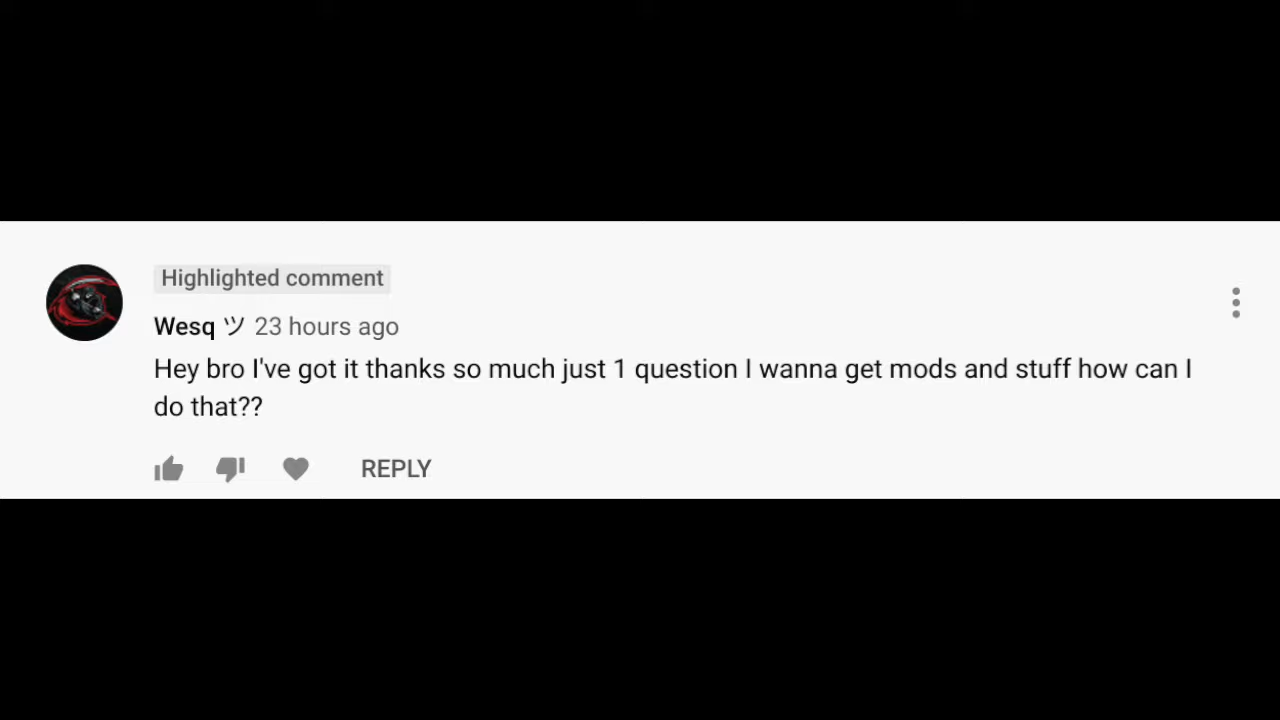 Highlighted comment
Wesq ツ 23 hours ago
Hey bro I've got it thanks so much just 1 question I wanna get mods and stuff how can I
do that??
REPLY